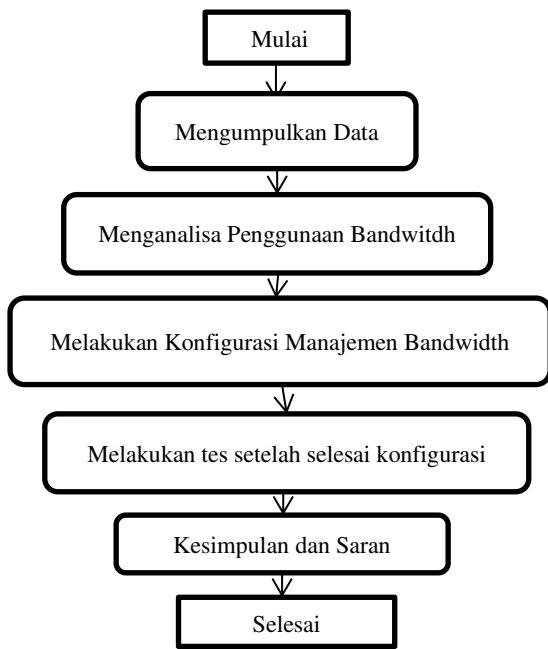 Mulai
Mengumpulkan Data
Menganalisa Penggunaan Bandwitdh
Melakukan Konfigurasi Manajemen Bandwidth
Melakukan tes setelah selesai konfigurasi
Kesimpulan dan Saran
Selesai